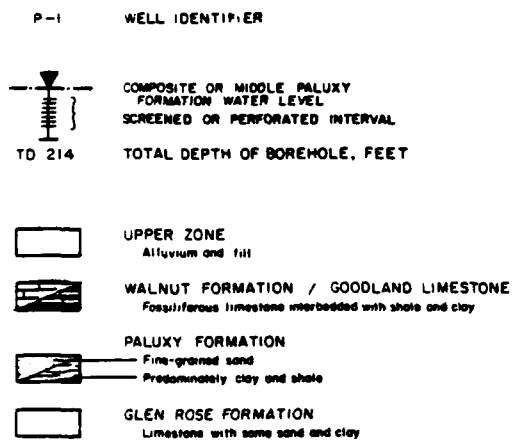 P-1 WELL IDENTIFIER
COMPOSITE OR MIDDLE PALUXY
FORMATION WATER LEVEL
SCREENED OR PERFORATED INTERVAL
TD 214 TOTAL DEPTH OF BOREHOLE, FEET
UPPER ZONE
Alluvium and fill
WALNUT FORMATION / GOODLAND LIMESTONE
Fossiliferous limestone interbedded with shale and clay
PALUXY FORMATION
Fine-grained sand
Predominately clay and shale
GLEN ROSE FORMATION
Limestone with some sand and clay